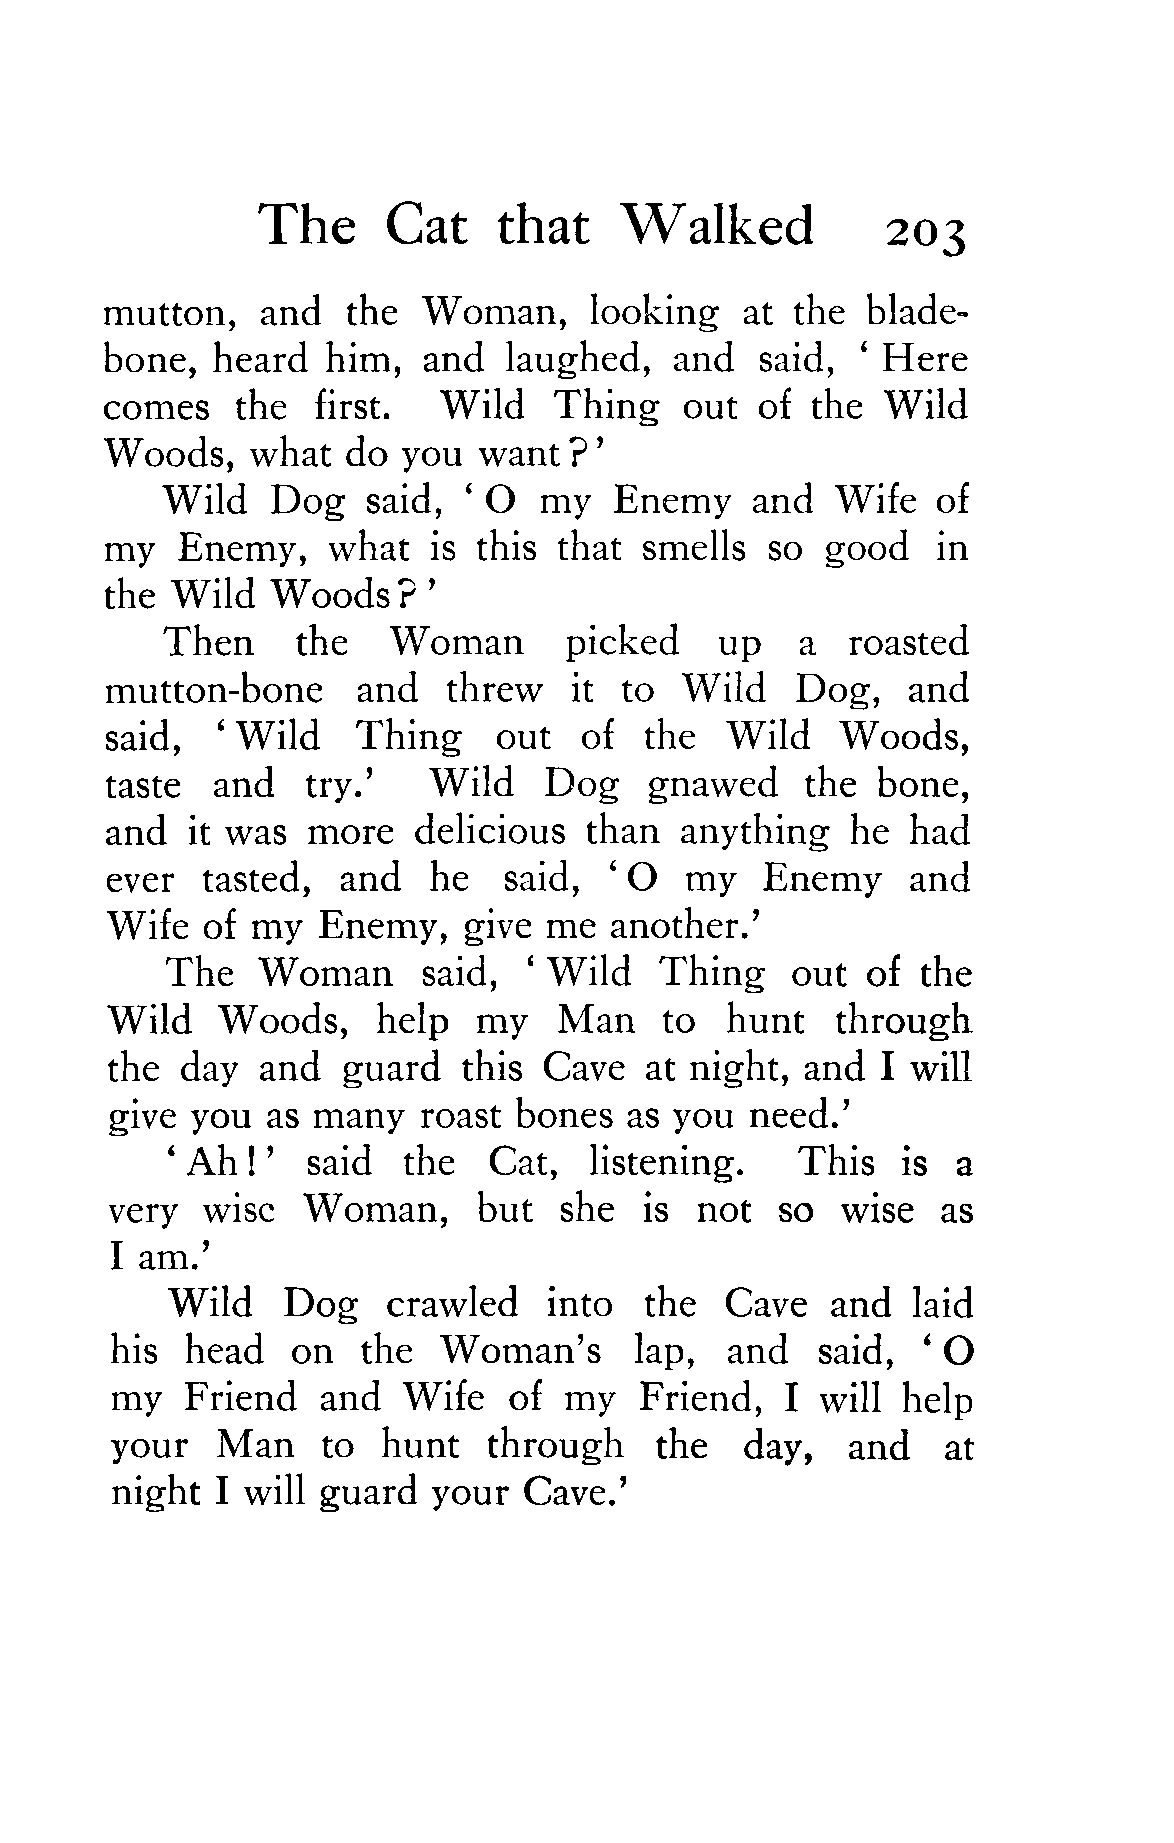 The Cat that Walked 203
mutton, and the Woman, looking at the blade-
bone, heard him, and laughed, and said, ‘ Here
comes the first. Wild Thing out of the Wild
Woods, what do you want ? ’
Wild Dog said, ‘ O my Enemy and Wife of
my Enemy, what is this that smells so good in
the Wild Woods ? ’
Then the Woman picked up a roasted
mutton-bone and threw it to Wild Dog, and
said, ‘ Wild Thing out of the Wild Woods,
taste and try.’ Wild Dog gnawed the bone,
and it was more delicious than anything he had
ever tasted, and he said, ‘ O my Enemy and
Wife of my Enemy, give me another.’
The Woman said, ‘ Wild Thing out of the
Wild Woods, help my Man to hunt through
the day and guard this Cave at night, and I will
give you as many roast bones as you need.’
‘ Ah ! ’ said the Cat, listening. This is a
very wise Woman, but she is not so wise as
I am.’
Wild Dog crawled into the Cave and laid
his head on the Woman’s lap, and said, ‘ O
my Friend and Wife of my Friend, I will help
your Man to hunt through the day, and at
night I will guard your Cave.’